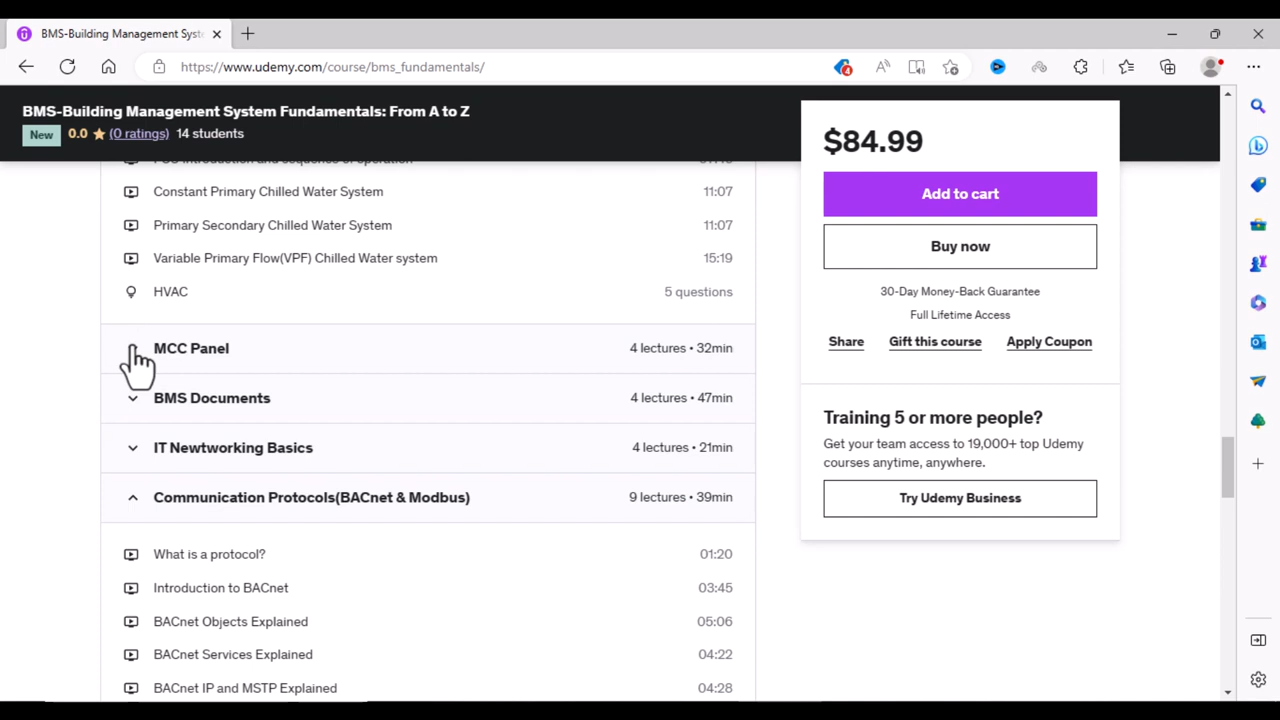 BMS-Building Management Syste
https://www.udemy.com/course/bms_fundamentals/
4
BMS-Building Management System Fundamentals: From A to Z
New 0.0 (0 ratings) 14 students
Constant Primary Chilled Water System 11:07
Primary Secondary Chilled Water System 11:07
Variable Primary Flow(VPF) Chilled Water system 15:19
HVAC 5 questions
MCC Panel 4 lectures • 32min
BMS Documents 4 lectures • 47min
IT Newtworking Basics 4 lectures • 21min
Communication Protocols(BACnet & Modbus) 9 lectures • 39min
What is a protocol? 01:20
Introduction to BACnet 03:45
BACnet Objects Explained 05:06
BACnet Services Explained 04:22
BACnet IP and MSTP Explained 04:28
$84.99
Add to cart
Buy now
30-Day Money-Back Guarantee
Full Lifetime Access
Share Gift this course Apply Coupon
Training 5 or more people?
Get your team access to 19,000+ top Udemy
courses anytime, anywhere.
Try Udemy Business